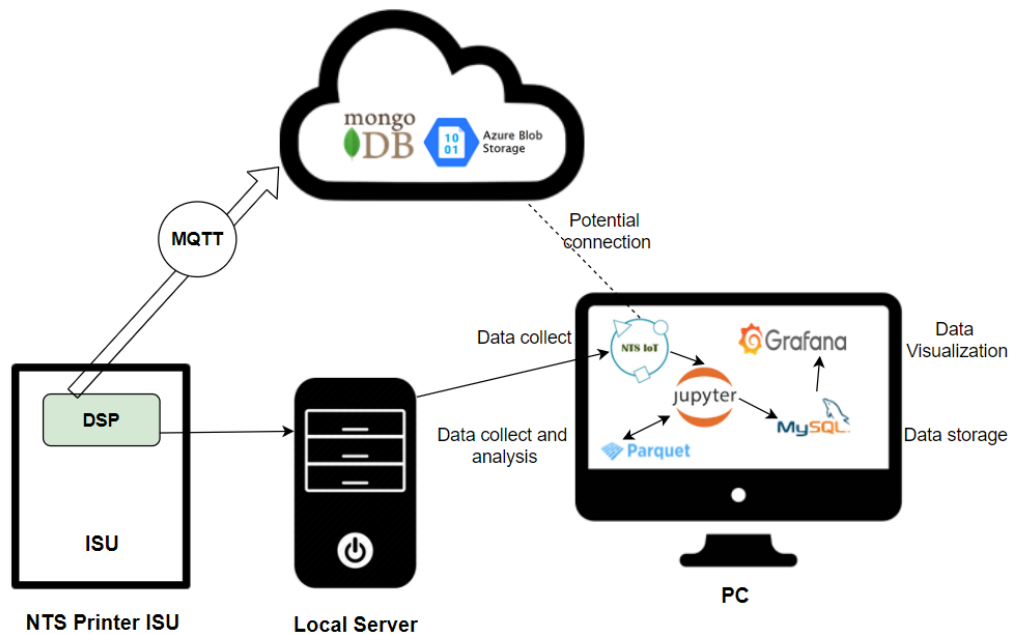 mongo
DB
10
01
Azure Blob
Storage
MQTT
Potential
connection
Data collect
NTS IoT
Grafana
Data
Visualization
jupyter
DSP
Data collect and
analysis
Parquet
MySQL
Data storage
ISU
PC
NTS Printer ISU
Local Server